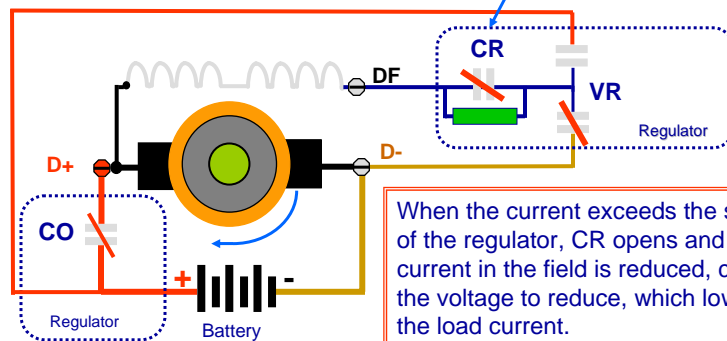 CR
DF
VR
Regulator
D-
D+
CO
+ -
Regulator
Battery
When the current exceeds the
of the regulator, CR opens and
current in the field is reduced,
the voltage to reduce, which
the load current.